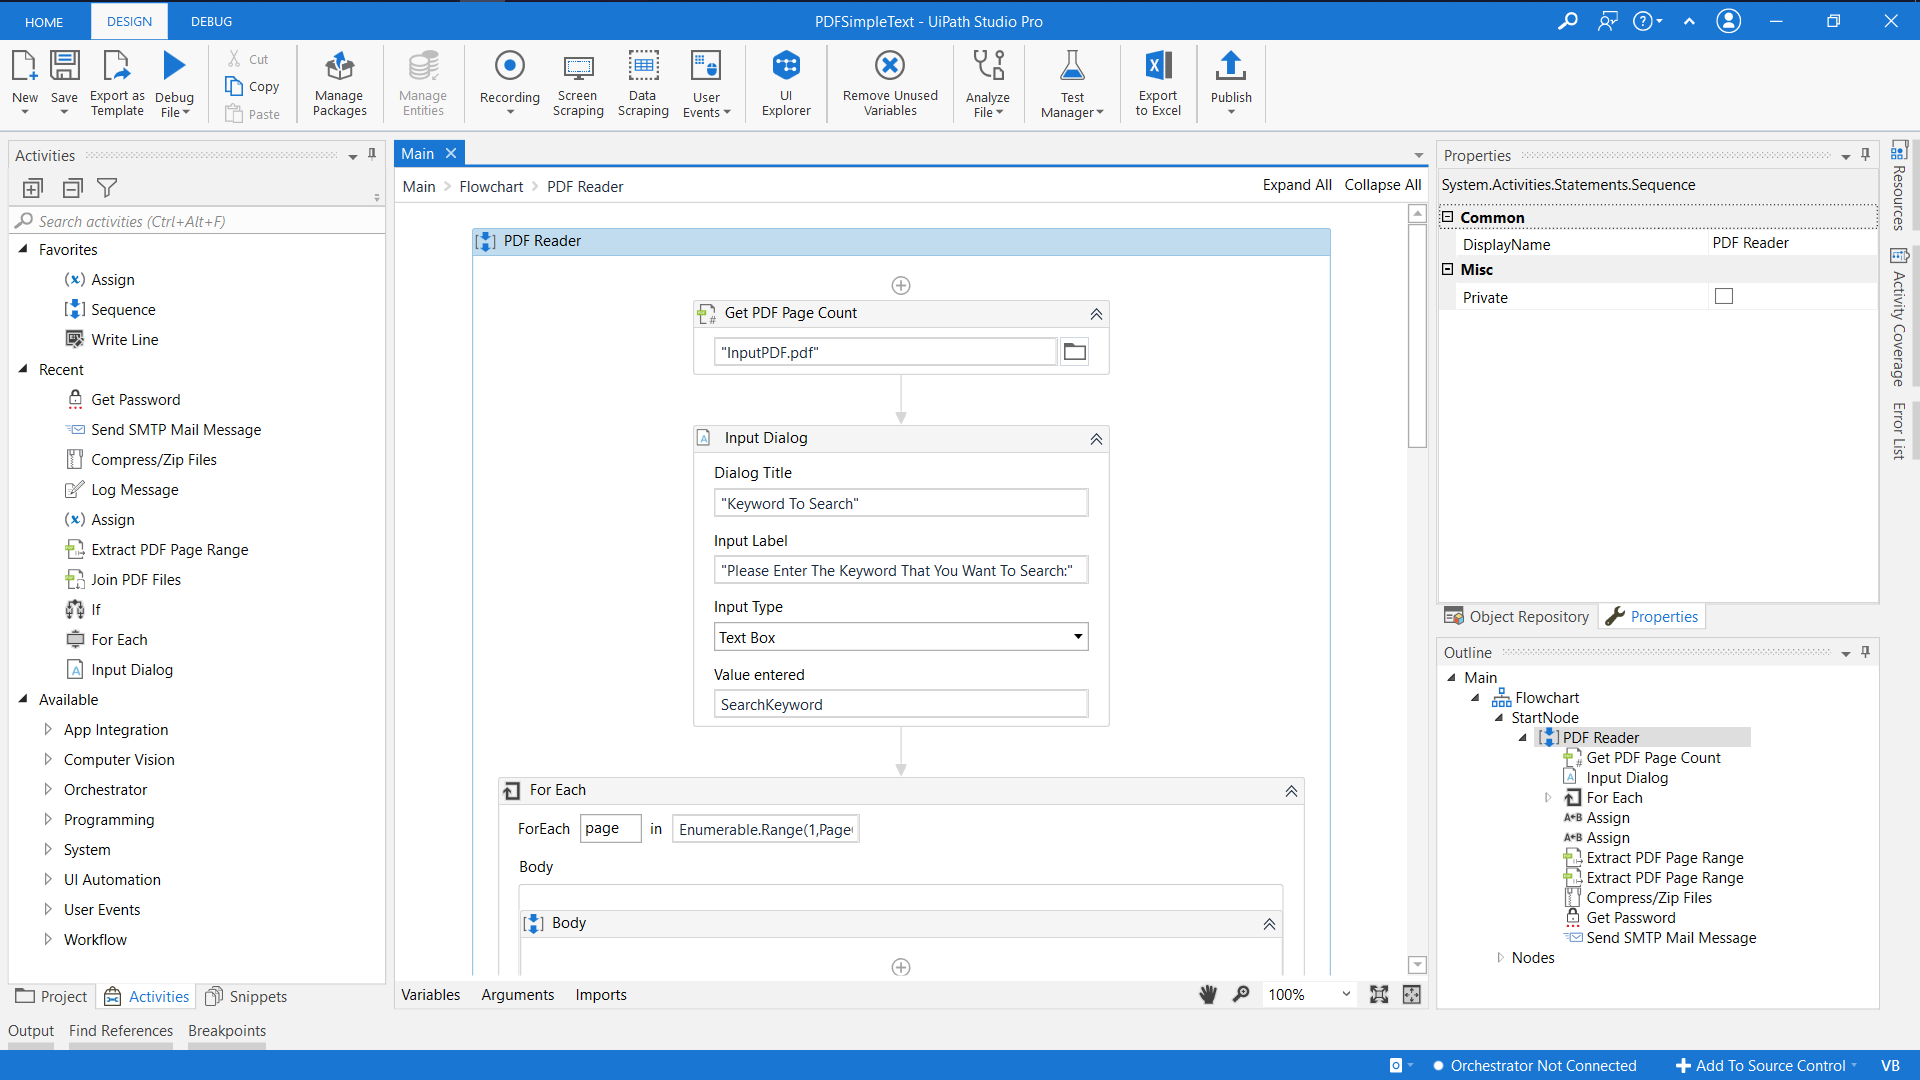 HOME DESIGN DEBUG PDFSimpleText - UiPath Studio Pro
New Save Export as Template Debug File Cut Copy Paste Manage Packages Manage Entities Recording Screen Scraping Data Scraping User Events UI Explorer Remove Unused Variables Analyze File Test Manager Export to Excel Publish
Activities
Search activities (Ctrl+Alt+F)
Favorites
Assign
Sequence
Write Line
Recent
Get Password
Send SMTP Mail Message
Compress/Zip Files
Log Message
Assign
Extract PDF Page Range
Join PDF Files
If
For Each
Input Dialog
Available
App Integration
Computer Vision
Orchestrator
Programming
System
UI Automation
User Events
Workflow
Project Activities Snippets
Main
Main > Flowchart > PDF Reader Expand All Collapse All
PDF Reader
Get PDF Page Count
"InputPDF.pdf"
Input Dialog
Dialog Title
"Keyword To Search"
Input Label
"Please Enter The Keyword That You Want To Search:"
Input Type
Text Box
Value entered
SearchKeyword
For Each
ForEach page in Enumerable.Range(1,Page
Body
Body
Variables Arguments Imports 100%
Properties
System.Activities.Statements.Sequence
Common
DisplayName PDF Reader
Misc
Private
Object Repository Properties
Outline
Main
Flowchart
StartNode
PDF Reader
Get PDF Page Count
Input Dialog
For Each
A+B Assign
A+B Assign
Extract PDF Page Range
Extract PDF Page Range
Compress/Zip Files
Get Password
Send SMTP Mail Message
Nodes
Resources
Activity Coverage
Error List
Output Find References Breakpoints
Orchestrator Not Connected Add To Source Control VB